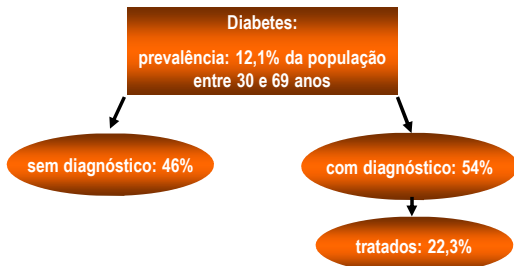 Diabetes:
prevalência: 12,1% da população
entre 30 e 69 anos
sem diagnóstico: 46%
com diagnóstico: 54%
tratados: 22,3%